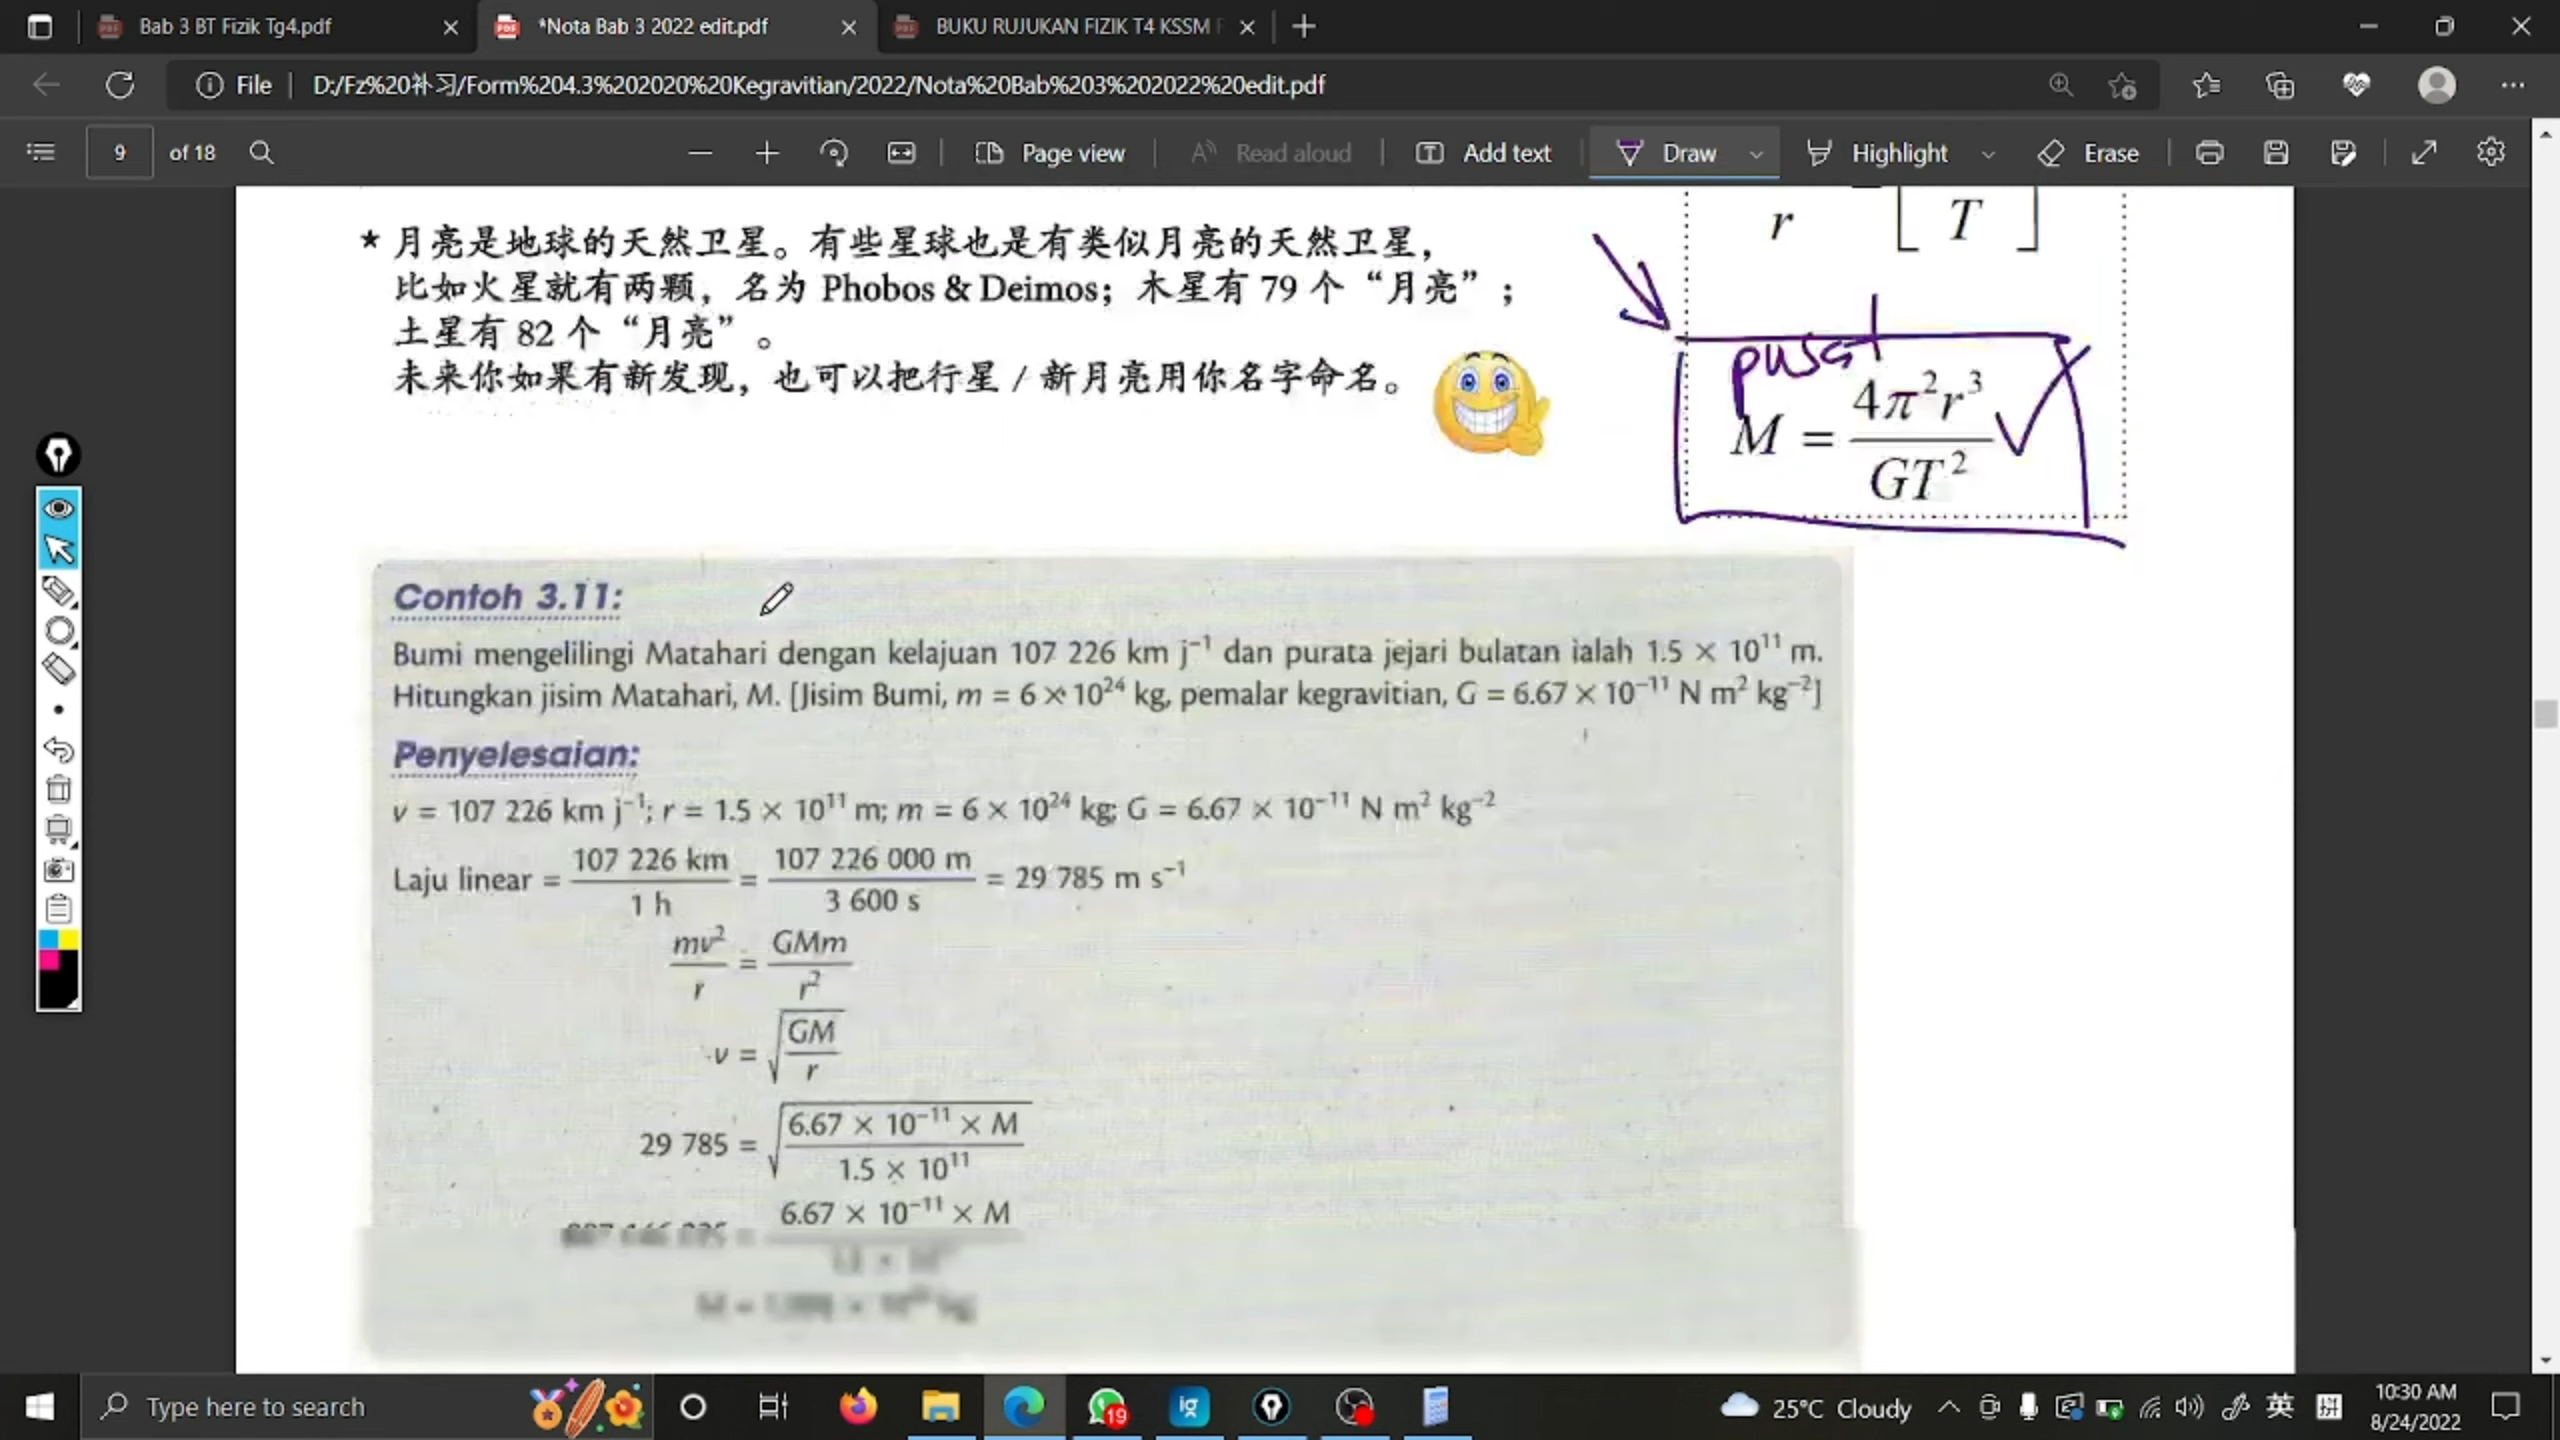 Bab 3 BT Fizik Tg4.pdf
*Nota Bab 3 2022 edit.pdf
BUKU RUJUKAN FIZIK T4 KSSM
File
D:/Fz%20补习/Form%204.3%202020%20Kegravitian/2022/Nota%20Bab%203%202022%20edit.pdf
9 of 18
Page view
Read aloud
Add text
Draw
Highlight
Erase
★ 月亮是地球的天然卫星。有些星球也是有类似月亮的天然卫星，
比如火星就有两颗，名为 Phobos & Deimos；木星有 79 个 “月亮”；
土星有 82 个 “月亮” 。
未来你如果有新发现，也可以把行星 / 新月亮用你名字命名。
r [ T ]
pusat
M = 4π²r³ / GT²
Contoh 3.11:
Bumi mengelilingi Matahari dengan kelajuan 107 226 km j⁻¹ dan purata jejari bulatan ialah 1.5 × 10¹¹ m.
Hitungkan jisim Matahari, M. [Jisim Bumi, m = 6 × 10²⁴ kg, pemalar kegravitian, G = 6.67 × 10⁻¹¹ N m² kg⁻²]
Penyelesaian:
v = 107 226 km j⁻¹; r = 1.5 × 10¹¹ m; m = 6 × 10²⁴ kg; G = 6.67 × 10⁻¹¹ N m² kg⁻²
Laju linear = 107 226 km / 1 h = 107 226 000 m / 3 600 s = 29 785 m s⁻¹
mv² / r = GMm / r²
v = √(GM / r)
29 785 = √(6.67 × 10⁻¹¹ × M / 1.5 × 10¹¹)
6.67 × 10⁻¹¹ × M
Type here to search
19
ig
25°C Cloudy
英
拼
10:30 AM
8/24/2022